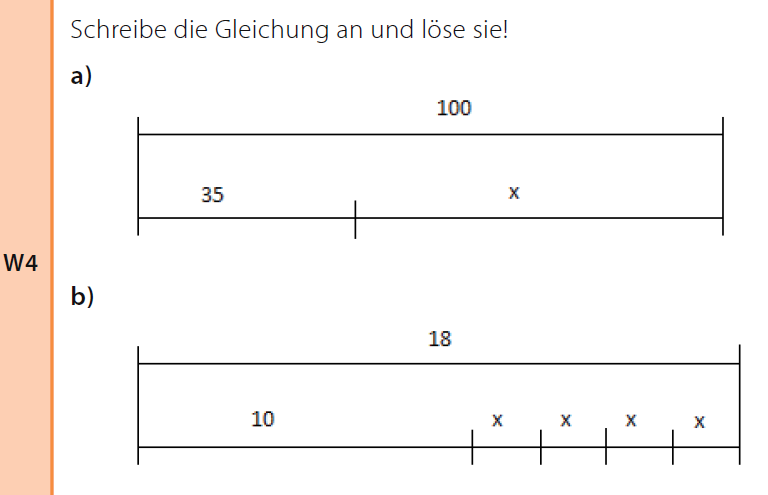 Schreibe die Gleichung an und löse sie!
a)
100
35 x
W4
b)
18
10 x x x x